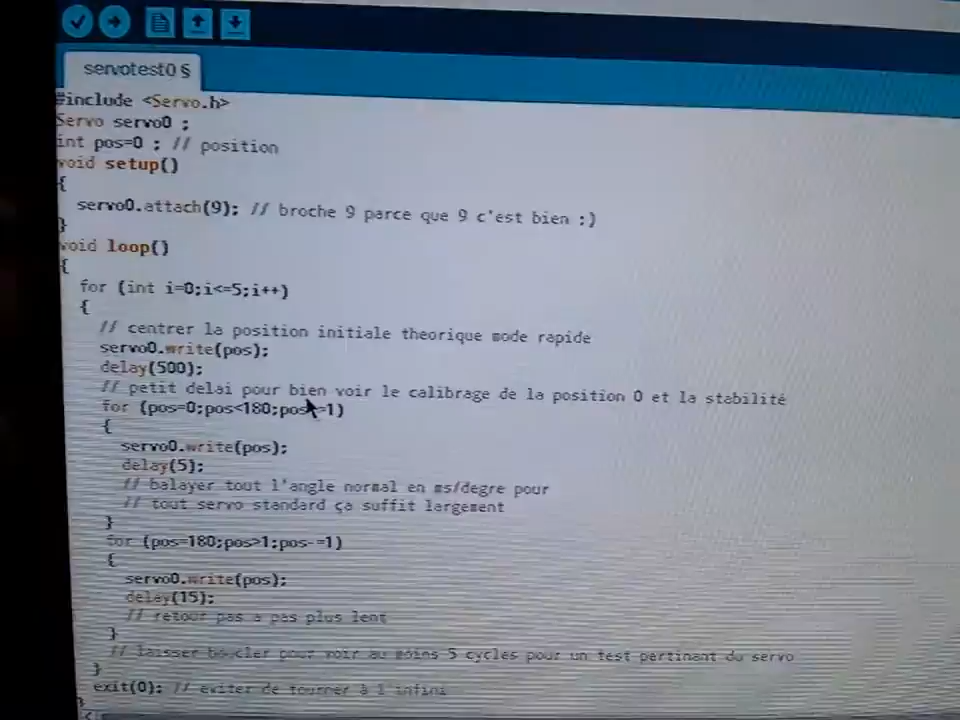 servotest0 §
#include <Servo.h>
Servo servo0 ;
int pos=0 ; // position
void setup()
{
servo0.attach(9); // broche 9 parce que 9 c'est bien :)
}
void loop()
{
for (int i=0;i<=5;i++)
{
// centrer la position initiale theorique mode rapide
servo0.write(pos);
delay(500);
// petit delai pour bien voir le calibrage de la position 0 et la stabilité
for (pos=0;pos<180;pos+=1)
{
servo0.write(pos);
delay(5);
// balayer tout l'angle normal en ms/degre pour
// tout servo standard ça suffit largement
}
for (pos=180;pos>1;pos-=1)
{
servo0.write(pos);
delay(15);
// retour pas a pas plus lent
}
// laisser boucler pour voir au moins 5 cycles pour un test pertinant du servo
}
exit(0); // eviter de tourner à l'infini
}